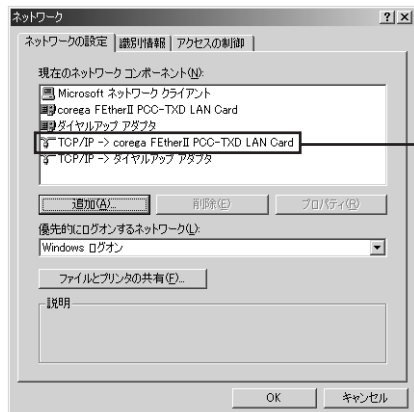 ネットワーク
ネットワークの設定 識別情報 アクセスの制御
現在のネットワーク コンポーネント(N):
Microsoft ネットワーク クライアント
corega FEtherII PCC-TXD LAN Card
ダイヤルアップ アダプタ
TCP/IP -> corega FEtherII PCC-TXD LAN Card
TCP/IP -> ダイヤルアップ アダプタ
追加(A)... 削除(E) プロパティ(R)
優先的にログオンするネットワーク(L):
Windows ログオン
ファイルとプリンタの共有(F)...
説明
OK キャンセル